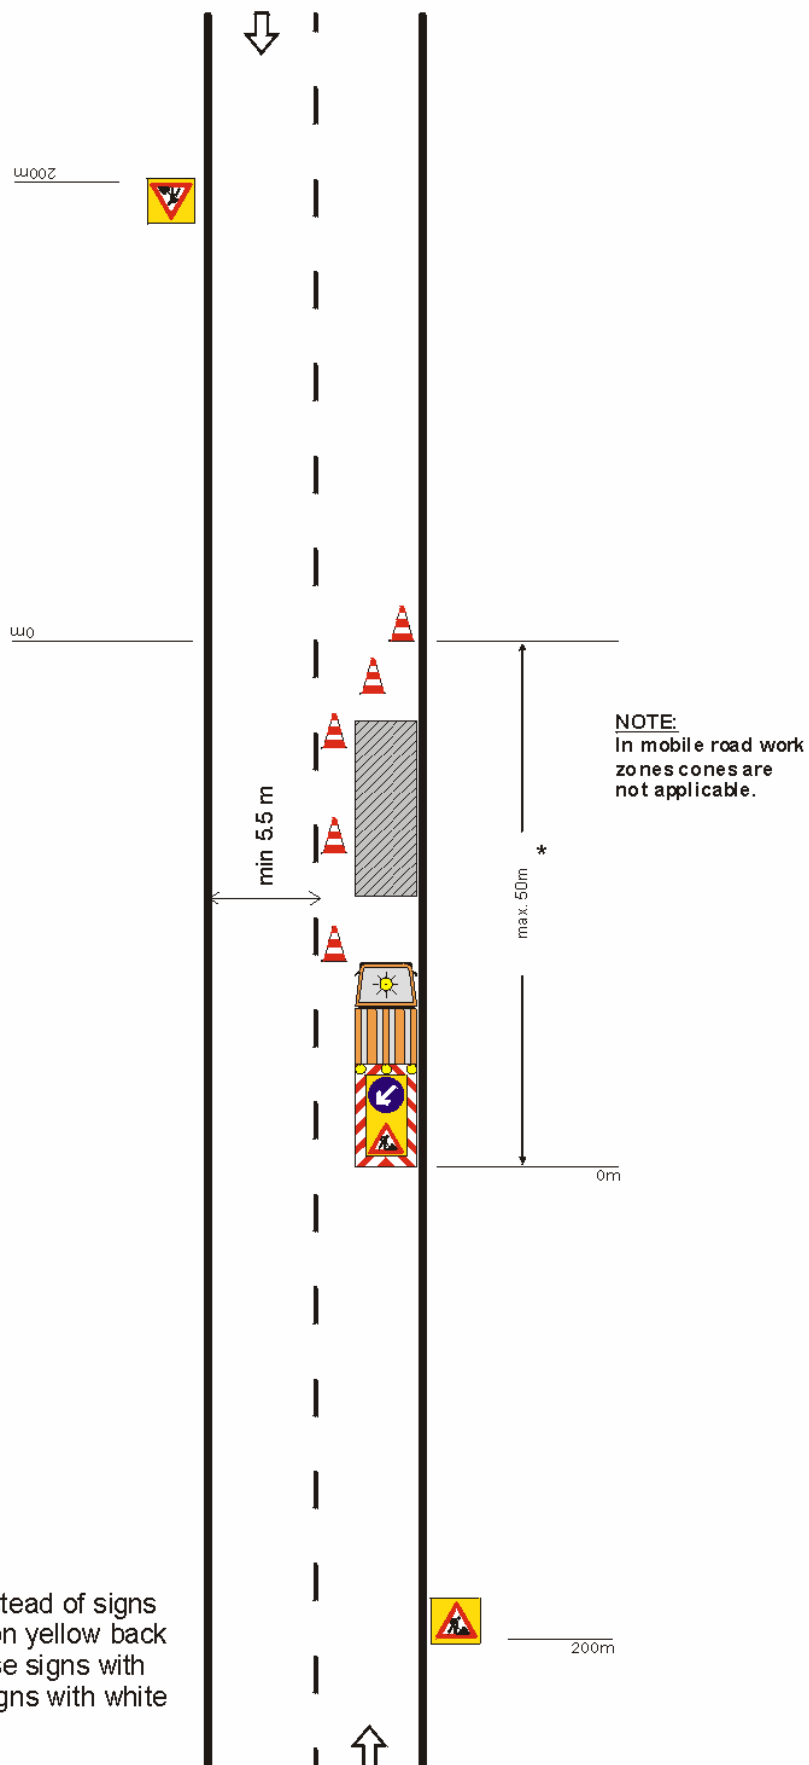 200m
0m
NOTE:
In mobile road work
zones cones are
not applicable.
min 5.5 m
*
max. 50m
0m
tead of signs
on yellow back
se signs with
gns with white
200m